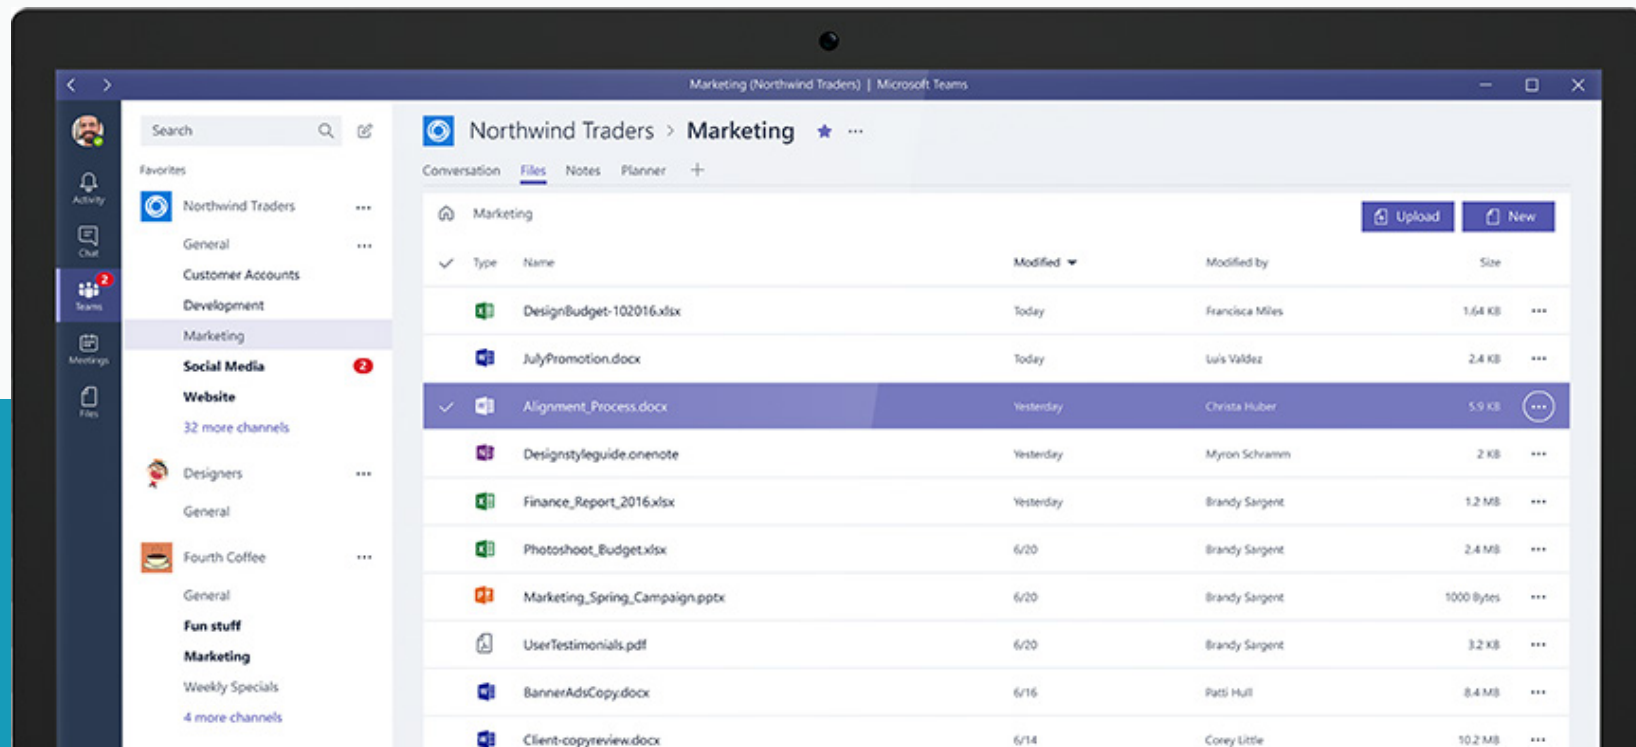 Marketing (Northwind Traders) | Microsoft Teams
Search
Northwind Traders > Marketing
Activity
Chat
2
Teams
Meetings
Files
Favorites
Northwind Traders
General
Customer Accounts
Development
Marketing
Social Media 2
Website
32 more channels
Designers
General
Fourth Coffee
General
Fun stuff
Marketing
Weekly Specials
4 more channels
Conversation Files Notes Planner +
Marketing Upload New
Type Name Modified Modified by Size
DesignBudget-102016.xlsx Today Francisca Miles 1.64 KB
JulyPromotion.docx Today Luis Valdez 2.4 KB
Alignment_Process.docx Yesterday Christa Huber 5.9 KB
Designstyleguide.onenote Yesterday Myron Schramm 2 KB
Finance_Report_2016.xlsx Yesterday Brandy Sargent 1.2 MB
Photoshoot_Budget.xlsx 6/20 Brandy Sargent 2.4 MB
Marketing_Spring_Campaign.pptx 6/20 Brandy Sargent 1000 Bytes
UserTestimonials.pdf 6/20 Brandy Sargent 3.2 KB
BannerAdsCopy.docx 6/16 Patti Hull 8.4 MB
Client-copyreview.docx 6/14 Corey Little 10.2 MB